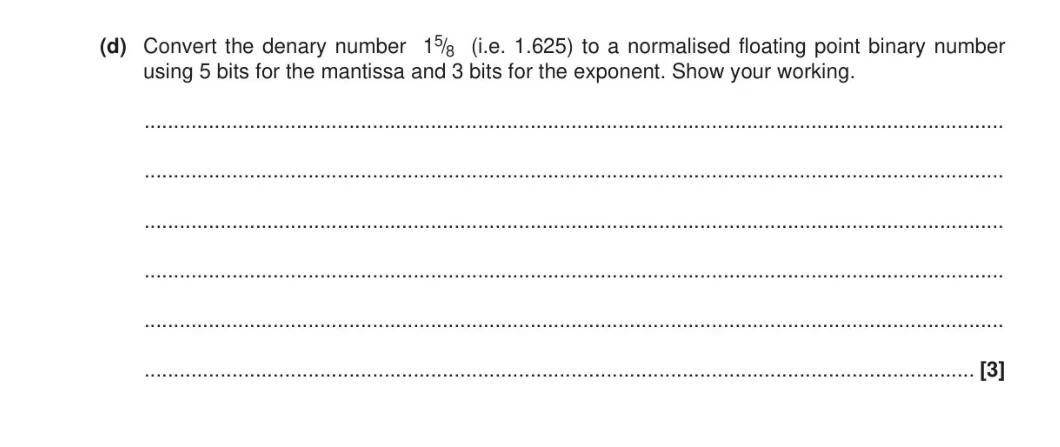 (d) Convert the denary number 1⅝ (i.e. 1.625) to a normalised floating point binary number
using 5 bits for the mantissa and 3 bits for the exponent. Show your working.
[3]